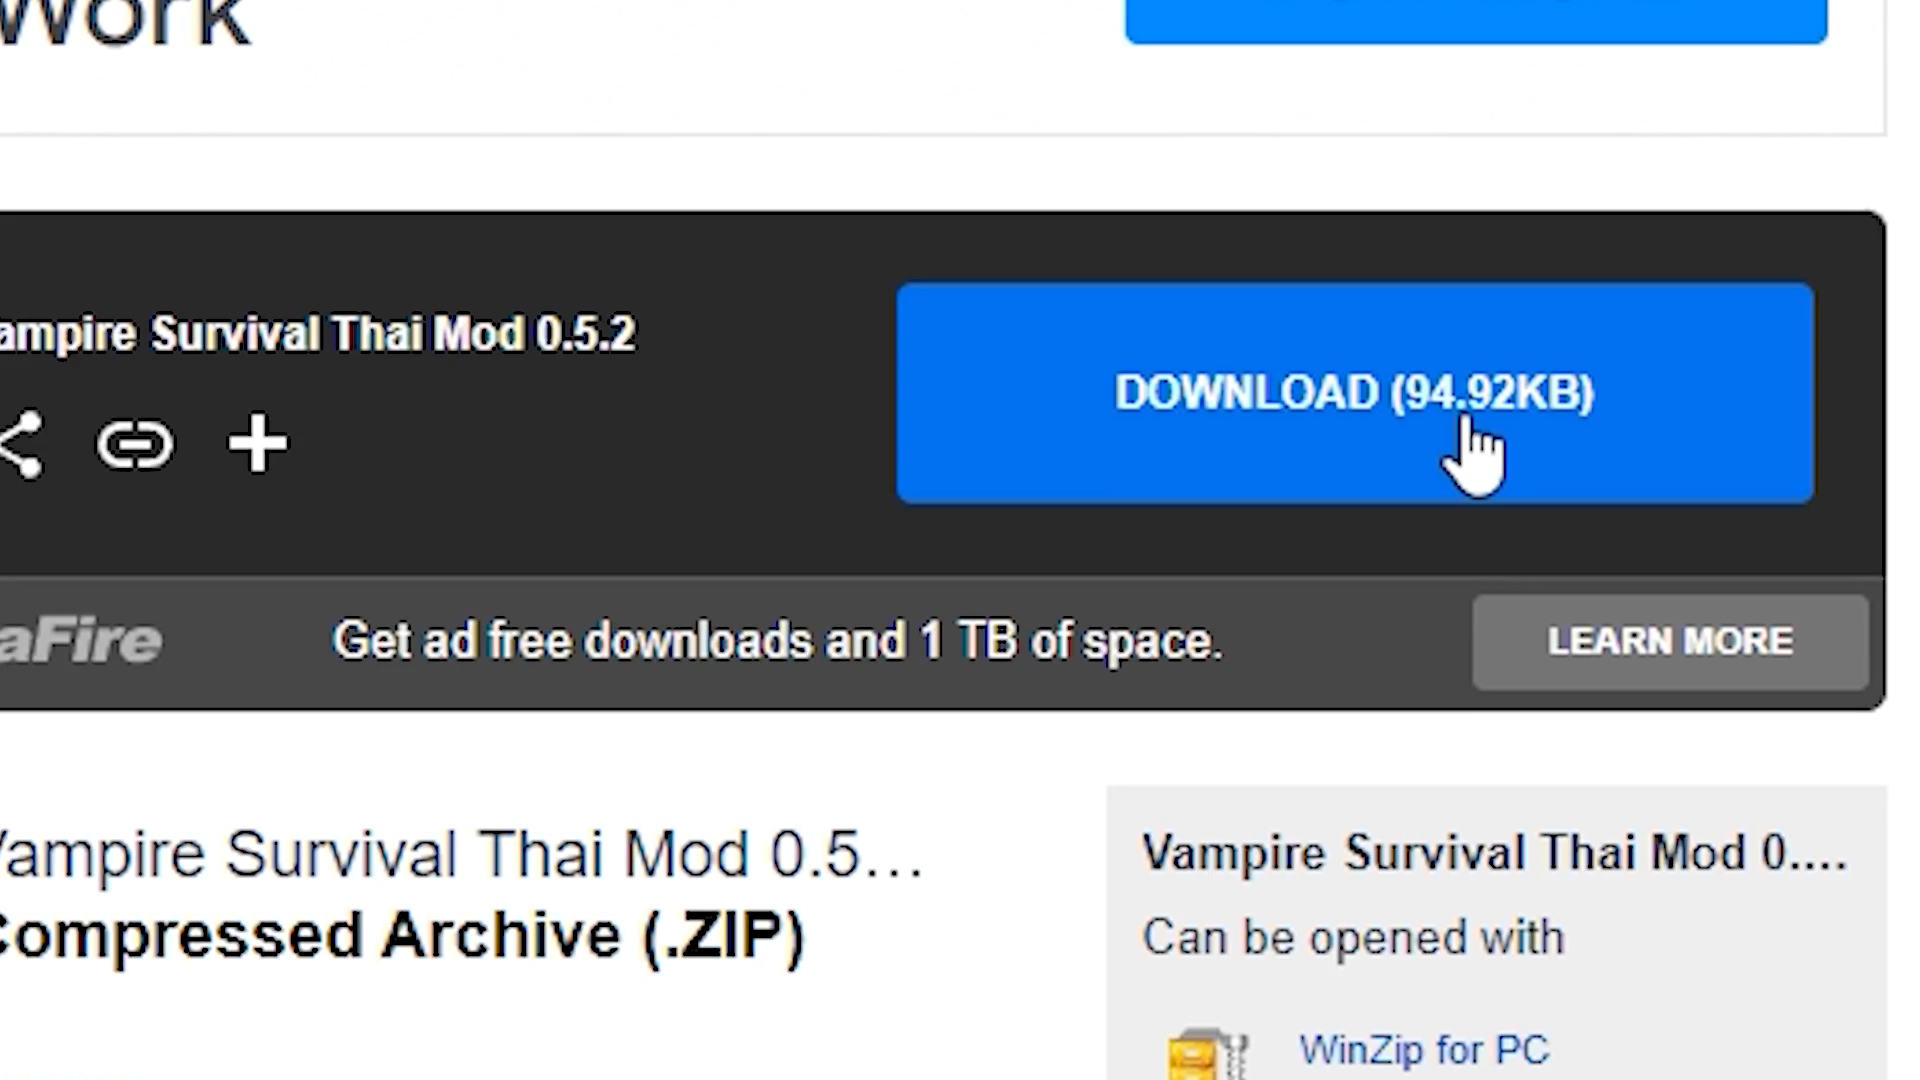 Work
ampire Survival Thai Mod 0.5.2
DOWNLOAD (94.92KB)
aFire
Get ad free downloads and 1 TB of space.
LEARN MORE
Vampire Survival Thai Mod 0.5...
Compressed Archive (.ZIP)
Vampire Survival Thai Mod 0....
Can be opened with
WinZip for PC